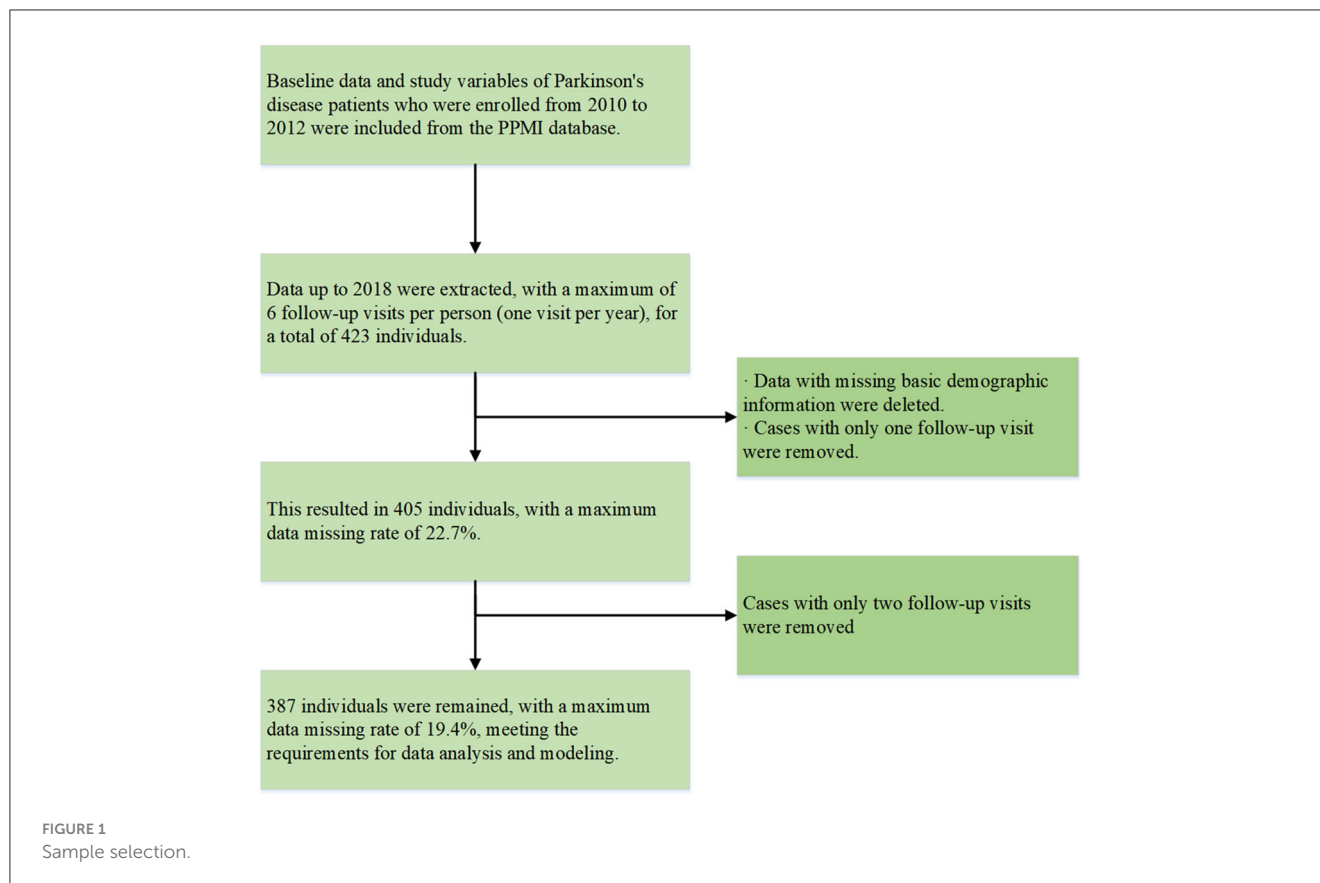 Baseline data and study variables of Parkinson's
disease patients who were enrolled from 2010 to
2012 were included from the PPMI database.
Data up to 2018 were extracted, with a maximum of
6 follow-up visits per person (one visit per year), for
a total of 423 individuals.
· Data with missing basic demographic
information were deleted.
· Cases with only one follow-up visit
were removed.
This resulted in 405 individuals, with a maximum
data missing rate of 22.7%.
Cases with only two follow-up visits
were removed
387 individuals were remained, with a maximum
data missing rate of 19.4%, meeting the
requirements for data analysis and modeling.
FIGURE 1
Sample selection.